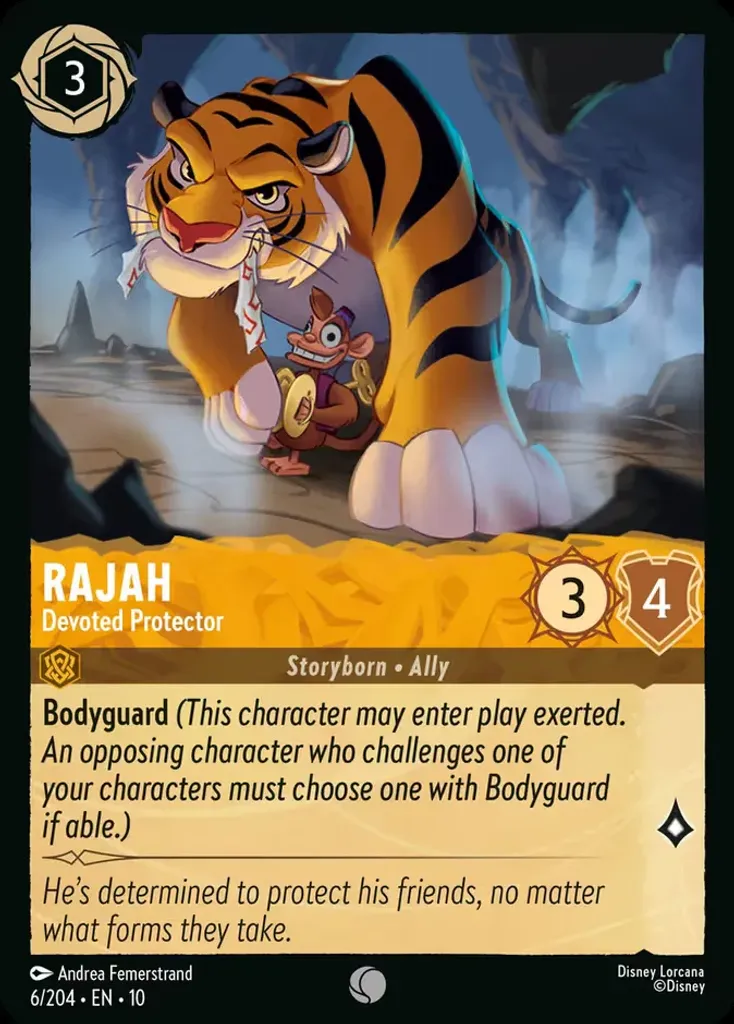 3
RAJAH
Devoted Protector
3
4
Storyborn • Ally
Bodyguard (This character may enter play exerted.
An opposing character who challenges one of
your characters must choose one with Bodyguard
if able.)
He's determined to protect his friends, no matter
what forms they take.
Andrea Femerstrand
Disney Lorcana
6/204 • EN • 10
©Disney